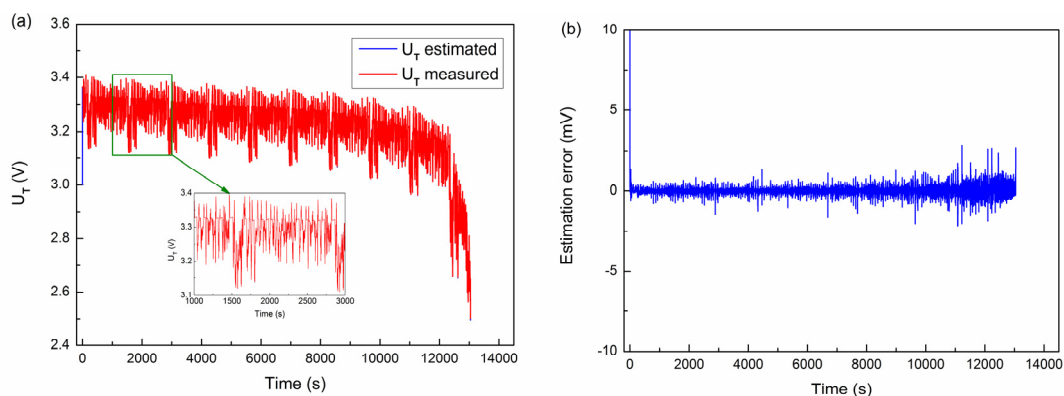 (a)
3.6
3.4
3.2
3.0
2.8
2.6
2.4
U_T (V)
U_T estimated
U_T measured
3.4
3.3
3.2
3.1
U_T (V)
1000 1500 2000 2500 3000
Time (s)
0 2000 4000 6000 8000 10000 12000 14000
Time (s)
(b)
10
5
0
-5
-10
Estimation error (mV)
0 2000 4000 6000 8000 10000 12000 14000
Time (s)